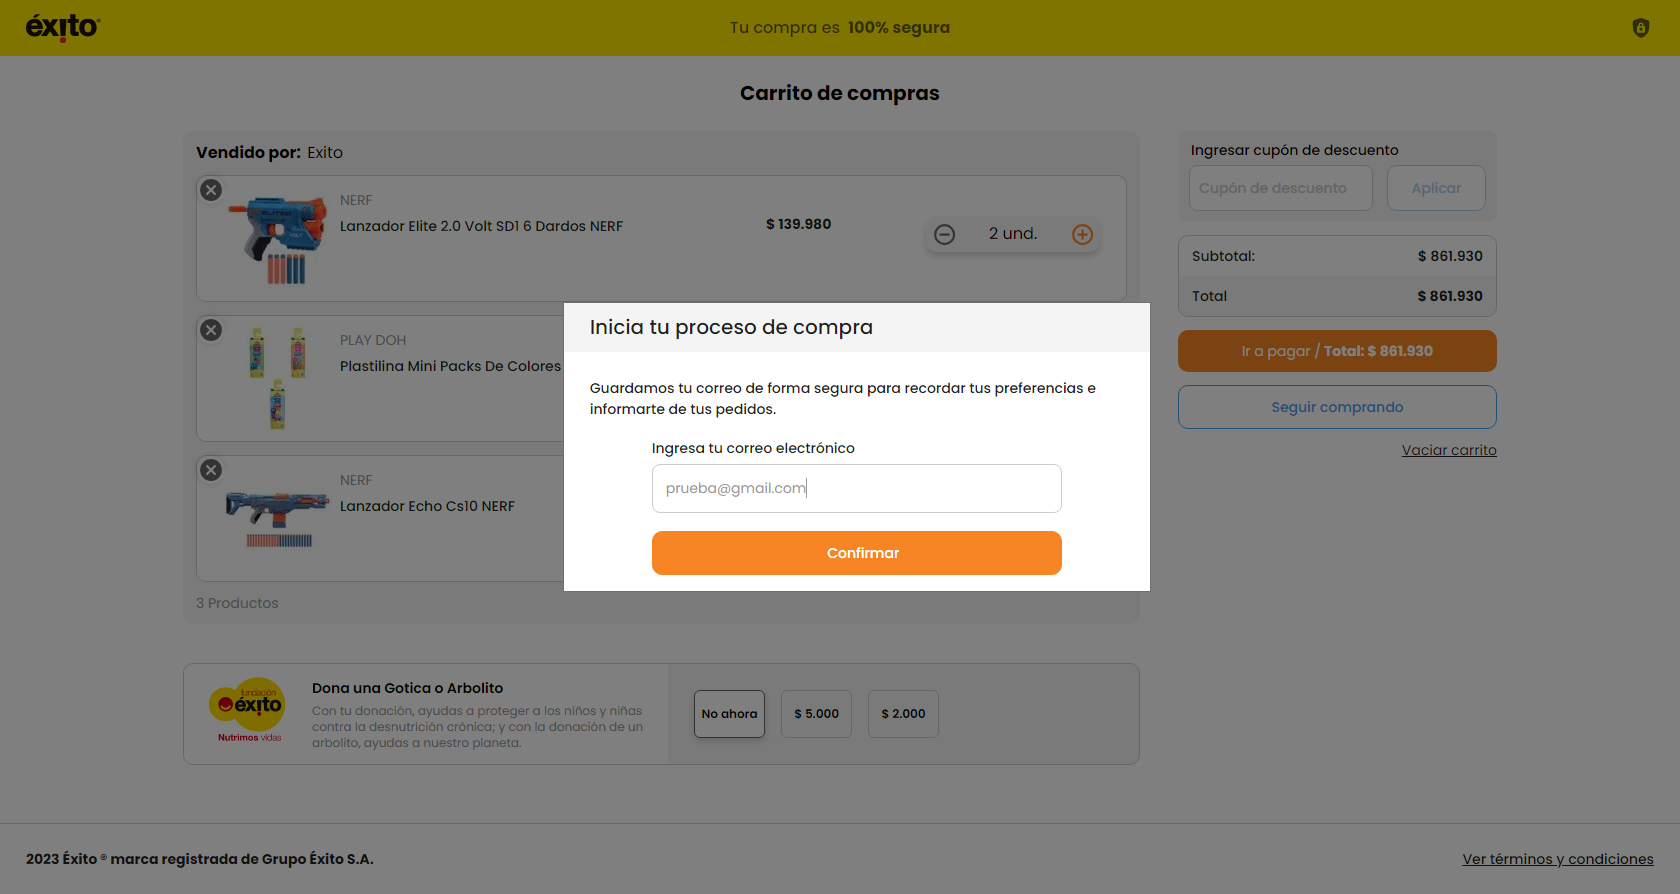 éxito®
Tu compra es 100% segura
Carrito de compras
Vendido por: Exito
NERF
Lanzador Elite 2.0 Volt SD1 6 Dardos NERF
$ 139.980
2 und.
PLAY DOH
Plastilina Mini Packs De Colores
NERF
Lanzador Echo Cs10 NERF
3 Productos
Ingresar cupón de descuento
Cupón de descuento
Aplicar
Subtotal: $ 861.930
Total $ 861.930
Ir a pagar / Total: $ 861.930
Seguir comprando
Vaciar carrito
Inicia tu proceso de compra
Guardamos tu correo de forma segura para recordar tus preferencias e
informarte de tus pedidos.
Ingresa tu correo electrónico
prueba@gmail.com
Confirmar
fundación
éxito
Nutrimos vidas
Dona una Gotica o Arbolito
Con tu donación, ayudas a proteger a los niños y niñas
contra la desnutrición crónica; y con la donación de un
arbolito, ayudas a nuestro planeta.
No ahora
$ 5.000
$ 2.000
2023 Éxito ® marca registrada de Grupo Éxito S.A.
Ver términos y condiciones